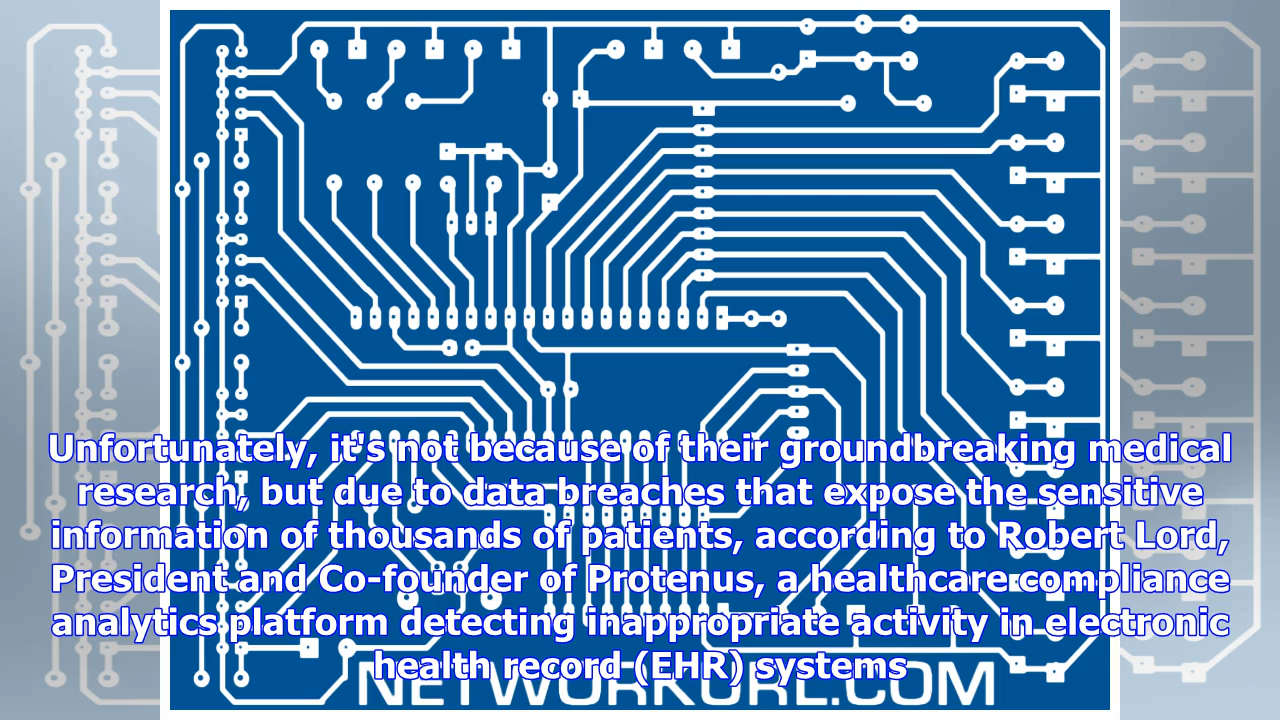 Unfortunately, it's not because of their groundbreaking medical
research, but due to data breaches that expose the sensitive
information of thousands of patients, according to Robert Lord,
President and Co-founder of Protenus, a healthcare compliance
analytics platform detecting inappropriate activity in electronic
health record (EHR) systems
NETWORKURL.COM